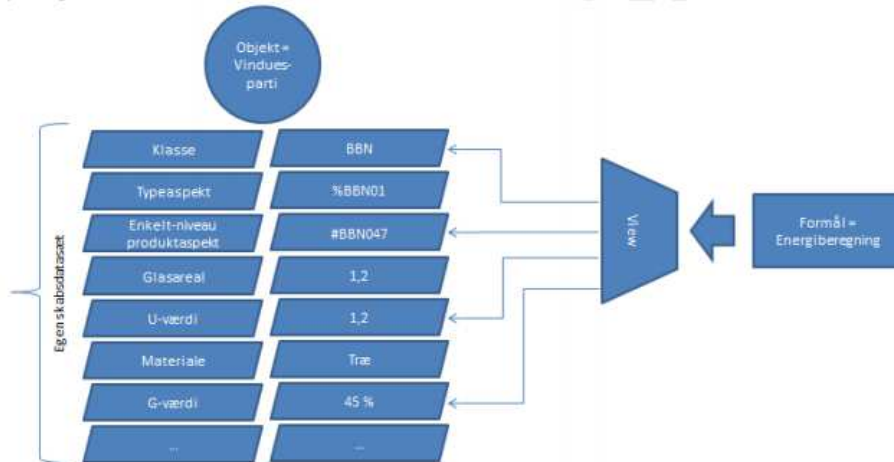 Objekt =
Vindues-
parti
Klasse
BBN
Typeaspekt
%BBN01
Enkelt-niveau
produktaspekt
#BBN047
Glasareal
1,2
U-værdi
1,2
Materiale
Træ
G-værdi
45 %
...
...
Egenskabsdatasæt
View
Formål =
Energiberegning